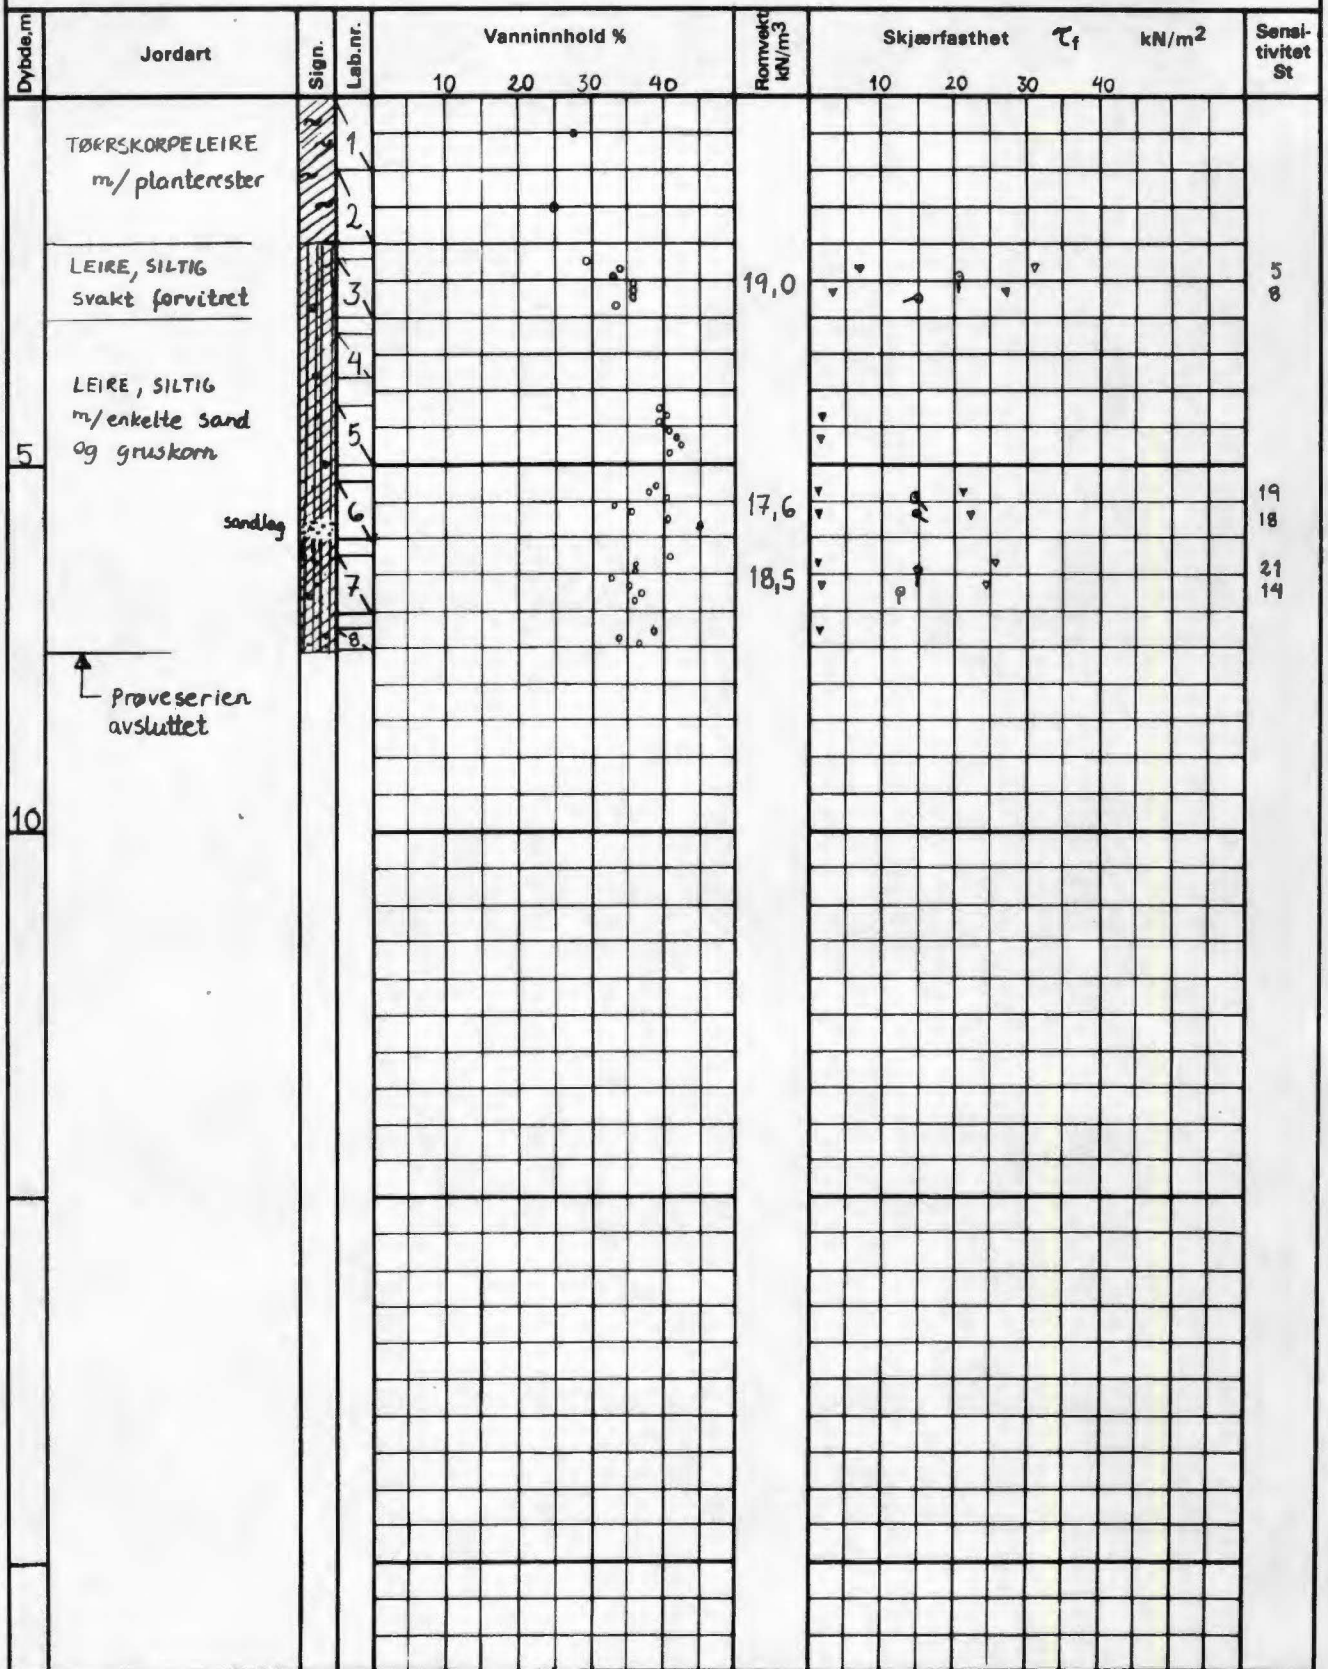 Dybde,m
Jordart
Sign.
Lab.nr.
Vanninnhold %
10 20 30 40
Romvekt
kN/m³
Skjærfasthet τf kN/m²
10 20 30 40
Sensi-
tivitet
St
TØRRSKORPELEIRE
m/ planterester
1
2
LEIRE, SILTIG
svakt forvitret
3
19,0
5
8
4
LEIRE, SILTIG
m/enkelte sand
og gruskorn
5
5
sandlag
6
17,6
19
18
7
18,5
21
14
8
Prøveserien
avsluttet
10